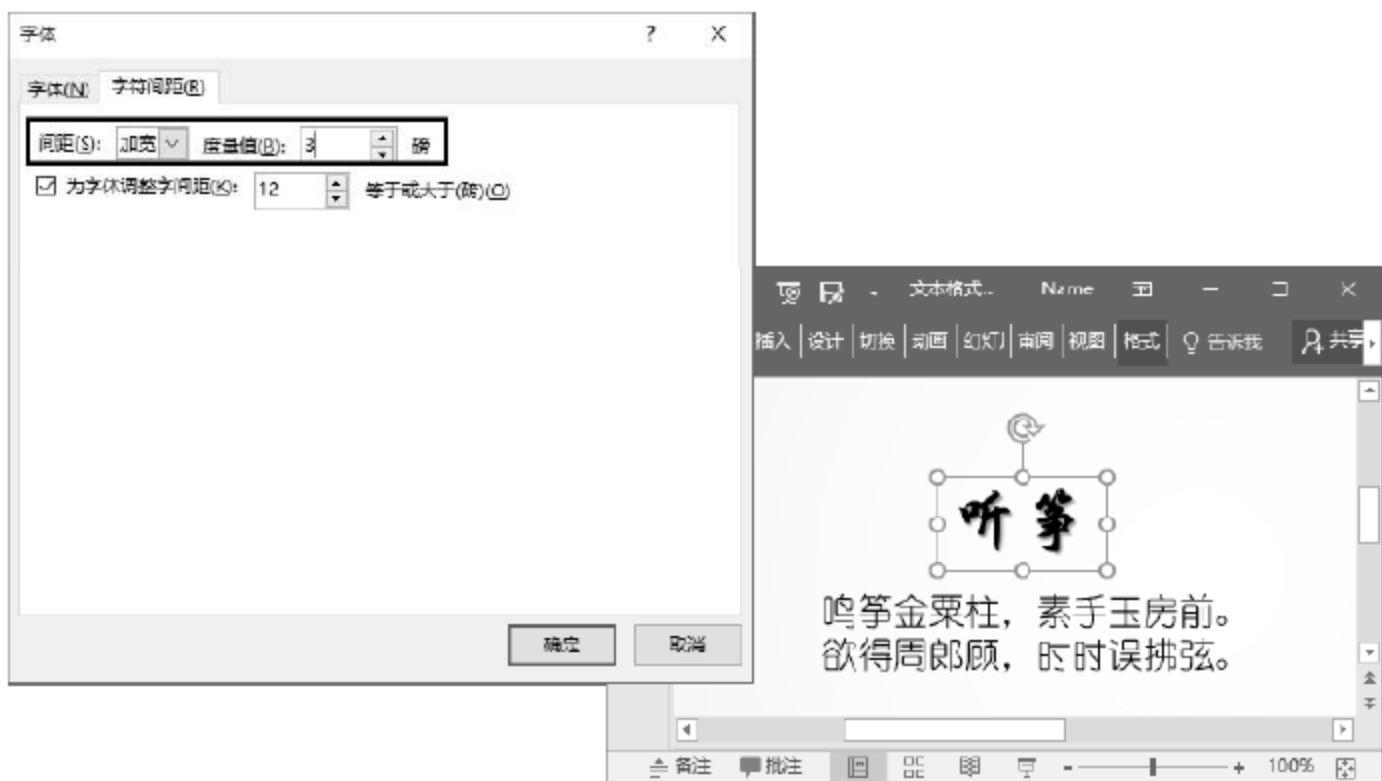 字体 ? X
字体(N) 字符间距(R)
间距(S): 加宽 度量值(B): 3 磅
为字体调整字间距(K): 12 等于或大于(磅)(O)
确定 取消
文本格式... Name
插入 设计 切换 动画 幻灯 审阅 视图 格式 告诉我 共享
听筝
鸣筝金粟柱，素手玉房前。
欲得周郎顾，时时误拂弦。
备注 批注 - + 100%